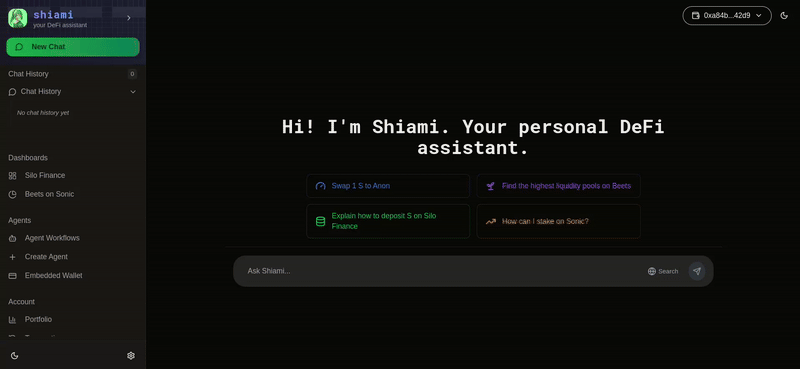 shiami
your DeFi assistant
New Chat
Chat History
0
Chat History
No chat history yet
Dashboards
Silo Finance
Beets on Sonic
Agents
Agent Workflows
Create Agent
Embedded Wallet
Account
Portfolio
0xa84b...42d9
Hi! I'm Shiami. Your personal DeFi
assistant.
Swap 1 S to Anon
Find the highest liquidity pools on Beets
Explain how to deposit S on Silo
Finance
How can I stake on Sonic?
Ask Shiami...
Search